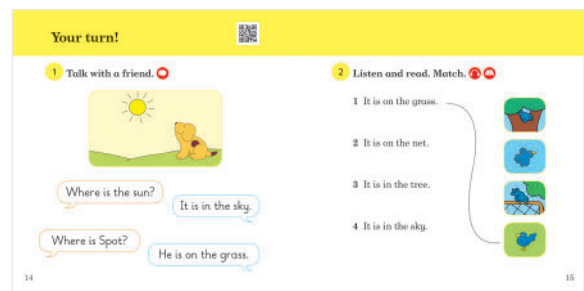 Your turn!
1 Talk with a friend.
Where is the sun?
It is in the sky.
Where is Spot?
He is on the grass.
14
2 Listen and read. Match.
1 It is on the grass.
2 It is on the net.
3 It is in the tree.
4 It is in the sky.
15